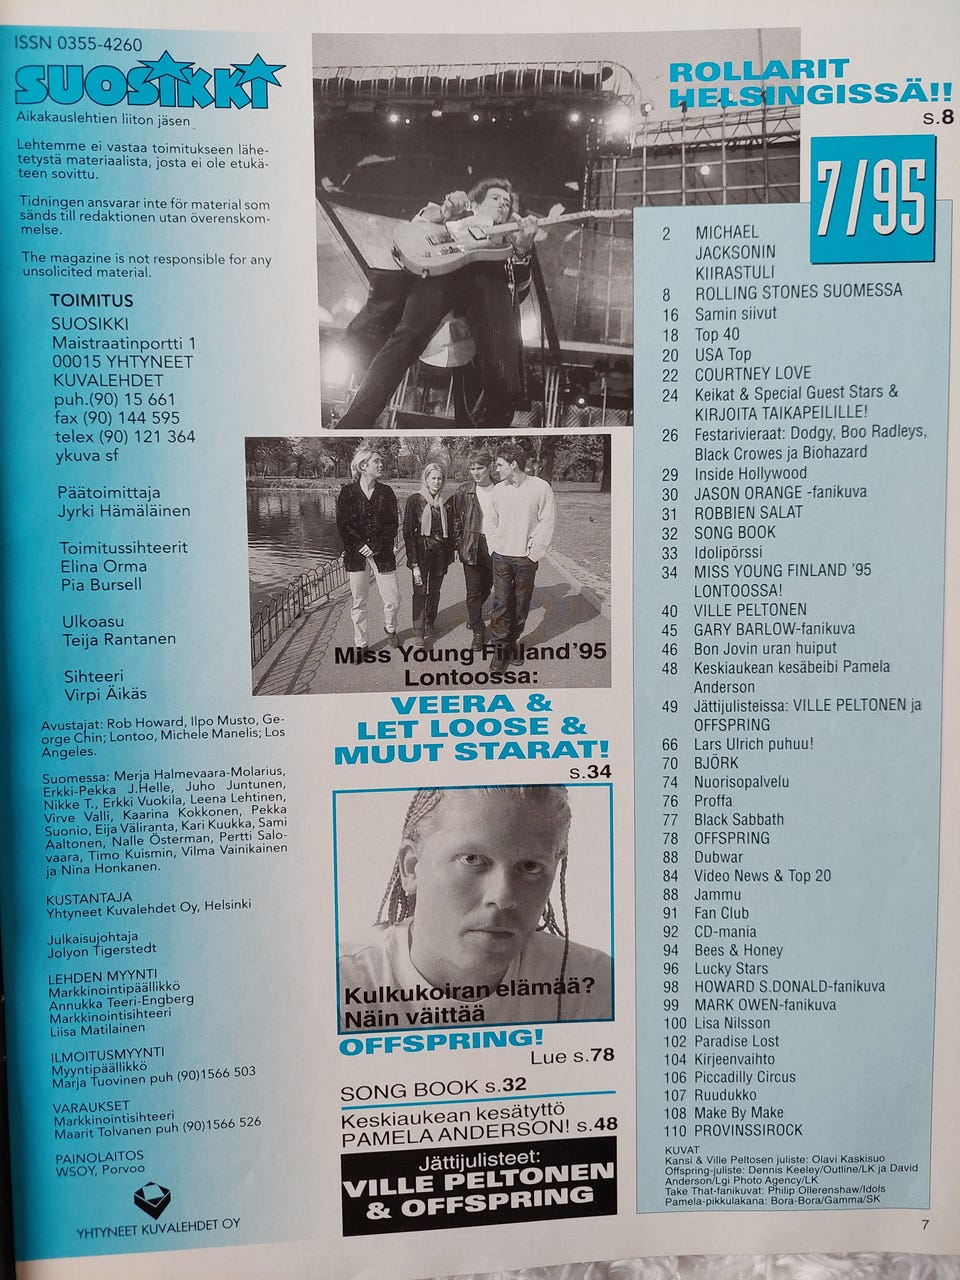 ISSN 0355-4260
SUOSIKKI
Aikakauslehtien liiton jäsen
Lehtemme ei vastaa toimitukseen lähe-
tetystä materiaalista, josta ei ole etukä-
teen sovittu.
Tidningen ansvarar inte för material som
sänds till redaktionen utan överenskom-
melse.
The magazine is not responsible for any
unsolicited material.
TOIMITUS
SUOSIKKI
Maistraatinportti 1
00015 YHTYNEET
KUVALEHDET
puh.(90) 15 661
fax (90) 144 595
telex (90) 121 364
ykuva sf
Päätoimittaja
Jyrki Hämäläinen
Toimitussihteerit
Elina Orma
Pia Bursell
Ulkoasu
Teija Rantanen
Sihteeri
Virpi Äikäs
Avustajat: Rob Howard, Ilpo Musto, Ge-
orge Chin; Lontoo, Michele Manelis; Los
Angeles.
Suomessa: Merja Halmevaara-Molarius,
Erkki-Pekka J.Helle, Juho Juntunen,
Nikke T., Erkki Vuokila, Leena Lehtinen,
Virve Valli, Kaarina Kokkonen, Pekka
Suonio, Eija Väliranta, Kari Kuukka, Sami
Aaltonen, Nalle Österman, Pertti Salo-
vaara, Timo Kuismin, Vilma Vainikainen
ja Nina Honkanen.
KUSTANTAJA
Yhtyneet Kuvalehdet Oy, Helsinki
Julkaisujohtaja
Jolyon Tigerstedt
LEHDEN MYYNTI
Markkinointipäällikkö
Annukka Teeri-Engberg
Markkinointisihteeri
Liisa Matilainen
ILMOITUSMYYNTI
Myyntipäällikkö
Marja Tuovinen puh (90)1566 503
VARAUKSET
Markkinointisihteeri
Maarit Tolvanen puh (90)1566 526
PAINOLAITOS
WSOY, Porvoo
YHTYNEET KUVALEHDET OY
ROLLARIT
HELSINGISSÄ!!
s.8
Miss Young Finland'95
Lontoossa:
VEERA &
LET LOOSE &
MUUT STARAT!
s.34
Kulkukoiran elämää?
Näin väittää
OFFSPRING!
Lue s.78
SONG BOOK s.32
Keskiaukean kesätyttö
PAMELA ANDERSON! s.48
Jättijulisteet:
VILLE PELTONEN
& OFFSPRING
7/95
2 MICHAEL
JACKSONIN
KIIRASTULI
8 ROLLING STONES SUOMESSA
16 Samin siivut
18 Top 40
20 USA Top
22 COURTNEY LOVE
24 Keikat & Special Guest Stars &
KIRJOITA TAIKAPEILILLE!
26 Festarivieraat: Dodgy, Boo Radleys,
Black Crowes ja Biohazard
29 Inside Hollywood
30 JASON ORANGE -fanikuva
31 ROBBIEN SALAT
32 SONG BOOK
33 Idolipörssi
34 MISS YOUNG FINLAND '95
LONTOOSSA!
40 VILLE PELTONEN
45 GARY BARLOW-fanikuva
46 Bon Jovin uran huiput
48 Keskiaukean kesäbeibi Pamela
Anderson
49 Jättijulisteissa: VILLE PELTONEN ja
OFFSPRING
66 Lars Ulrich puhuu!
70 BJÖRK
74 Nuorisopalvelu
76 Proffa
77 Black Sabbath
78 OFFSPRING
88 Dubwar
84 Video News & Top 20
88 Jammu
91 Fan Club
92 CD-mania
94 Bees & Honey
96 Lucky Stars
98 HOWARD S.DONALD-fanikuva
99 MARK OWEN-fanikuva
100 Lisa Nilsson
102 Paradise Lost
104 Kirjeenvaihto
106 Piccadilly Circus
107 Ruudukko
108 Make By Make
110 PROVINSSIROCK
KUVAT
Kansi & Ville Peltosen juliste: Olavi Kaskisuo
Offspring-juliste: Dennis Keeley/Outline/LK ja David
Anderson/Lgi Photo Agency/LK
Take That-fanikuvat: Philip Ollerenshaw/Idols
Pamela-pikkulakana: Bora-Bora/Gamma/SK
7